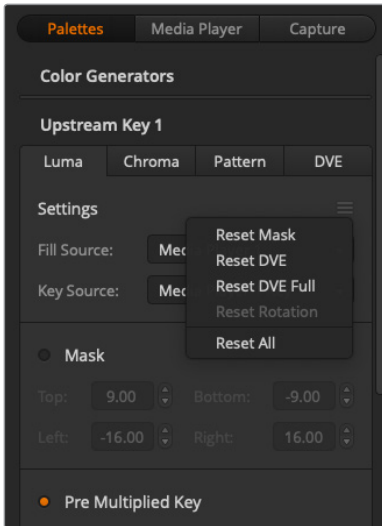 Palettes Media Player Capture
Color Generators
Upstream Key 1
Luma Chroma Pattern DVE
Settings
Reset Mask
Reset DVE
Fill Source: Med
Reset DVE Full
Key Source: Med
Reset Rotation
Reset All
Mask
Top: 9.00 Bottom: -9.00
Left: -16.00 Right: 16.00
Pre Multiplied Key